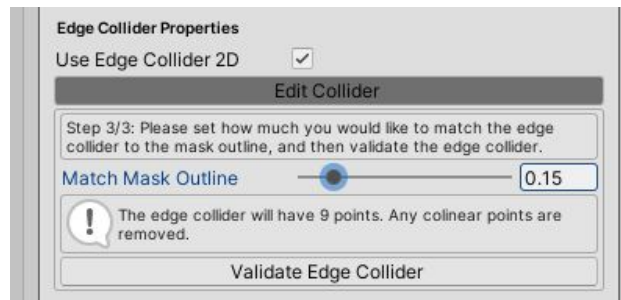 Edge Collider Properties
Use Edge Collider 2D
Edit Collider
Step 3/3: Please set how much you would like to match the edge
collider to the mask outline, and then validate the edge collider.
Match Mask Outline 0.15
The edge collider will have 9 points. Any colinear points are
removed.
Validate Edge Collider